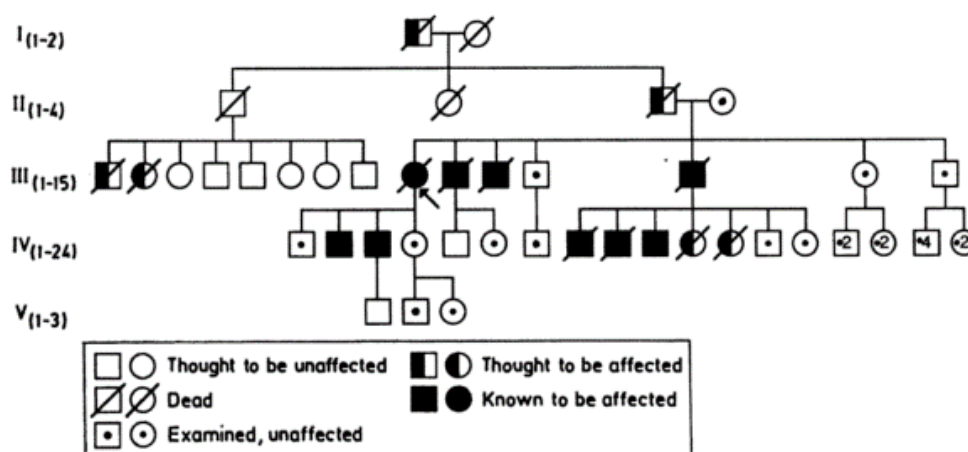 I(1-2)
II(1-4)
III(1-15)
IV(1-24)
•2 •2 •4 •2
V(1-3)
Thought to be unaffected Thought to be affected
Dead Known to be affected
Examined, unaffected